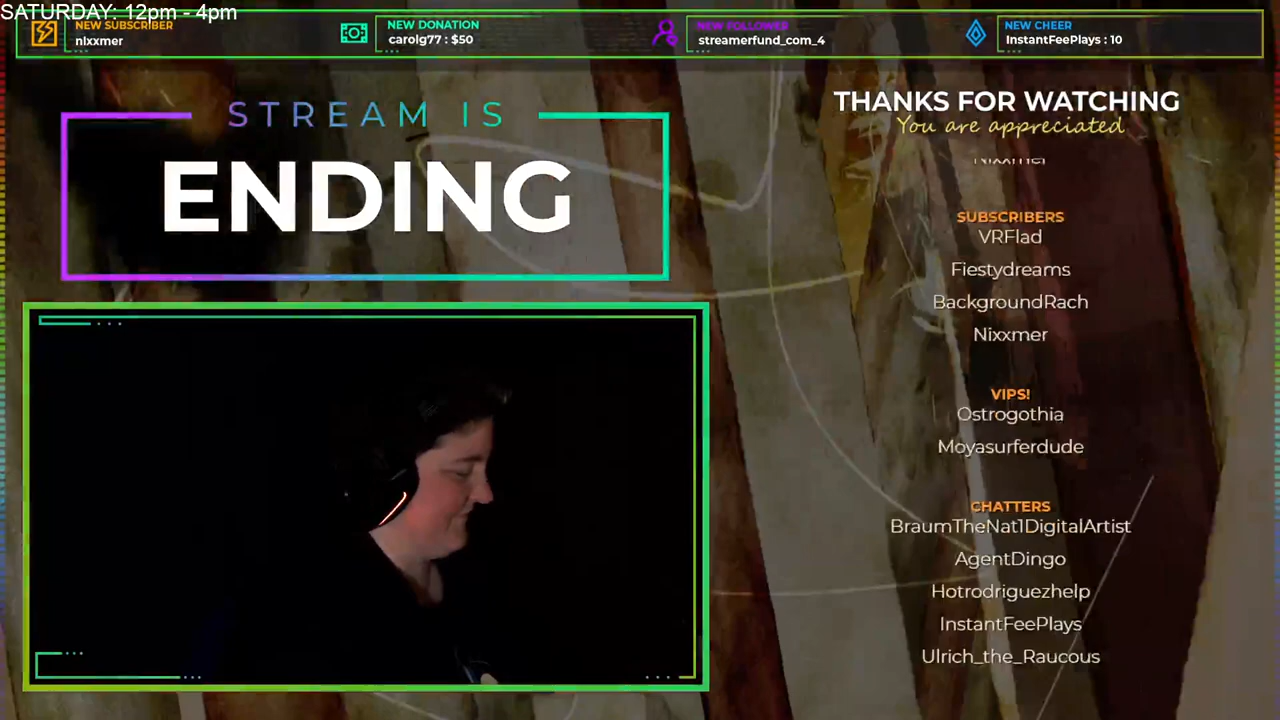 SATURDAY: 12pm - 4pm
NEW SUBSCRIBER
nixxmer
NEW DONATION
carolg77 : $50
NEW FOLLOWER
streamerfund_com_4
NEW CHEER
InstantFeePlays : 10
STREAM IS
ENDING
THANKS FOR WATCHING
You are appreciated
SUBSCRIBERS
VRFlad
Fiestydreams
BackgroundRach
Nixxmer
VIPS!
Ostrogothia
Moyasurferdude
CHATTERS
BraumTheNat1DigitalArtist
AgentDingo
Hotrodriguezhelp
InstantFeePlays
Ulrich_the_Raucous